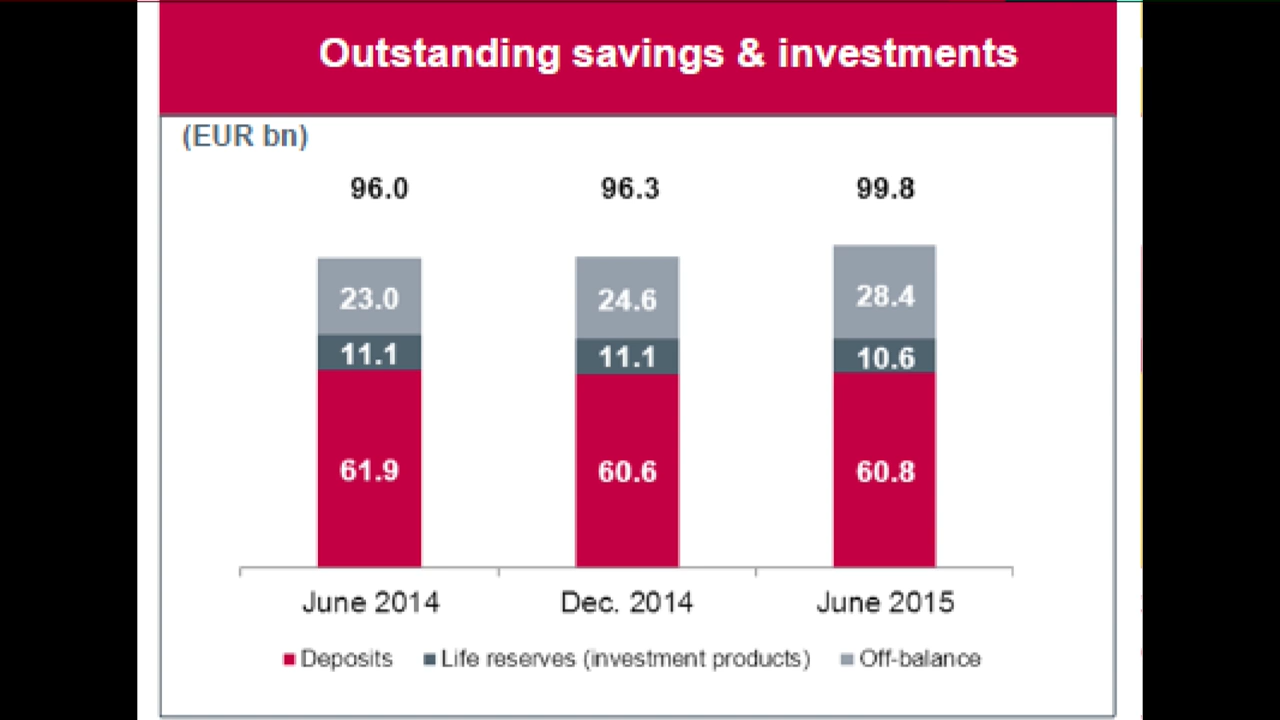 Outstanding savings & investments
(EUR bn)
96.0 96.3 99.8
23.0 24.6 28.4
11.1 11.1 10.6
61.9 60.6 60.8
June 2014 Dec. 2014 June 2015
Deposits Life reserves (investment products) Off-balance